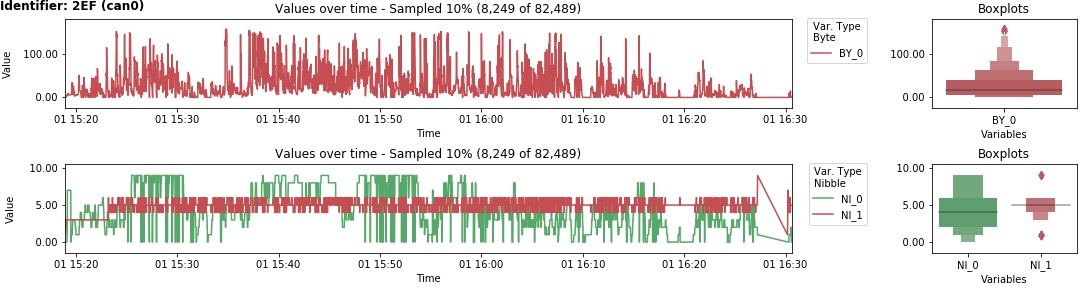 Identifier: 2EF (can0)
Values over time - Sampled 10% (8,249 of 82,489)
Boxplots
Value
100.00
0.00
01 15:20 01 15:30 01 15:40 01 15:50 01 16:00 01 16:10 01 16:20 01 16:30
Time
Var. Type
Byte
BY_0
100.00
0.00
BY_0
Variables
Values over time - Sampled 10% (8,249 of 82,489)
Boxplots
Value
10.00
5.00
0.00
01 15:20 01 15:30 01 15:40 01 15:50 01 16:00 01 16:10 01 16:20 01 16:30
Time
Var. Type
Nibble
NI_0
NI_1
10.00
5.00
0.00
NI_0 NI_1
Variables